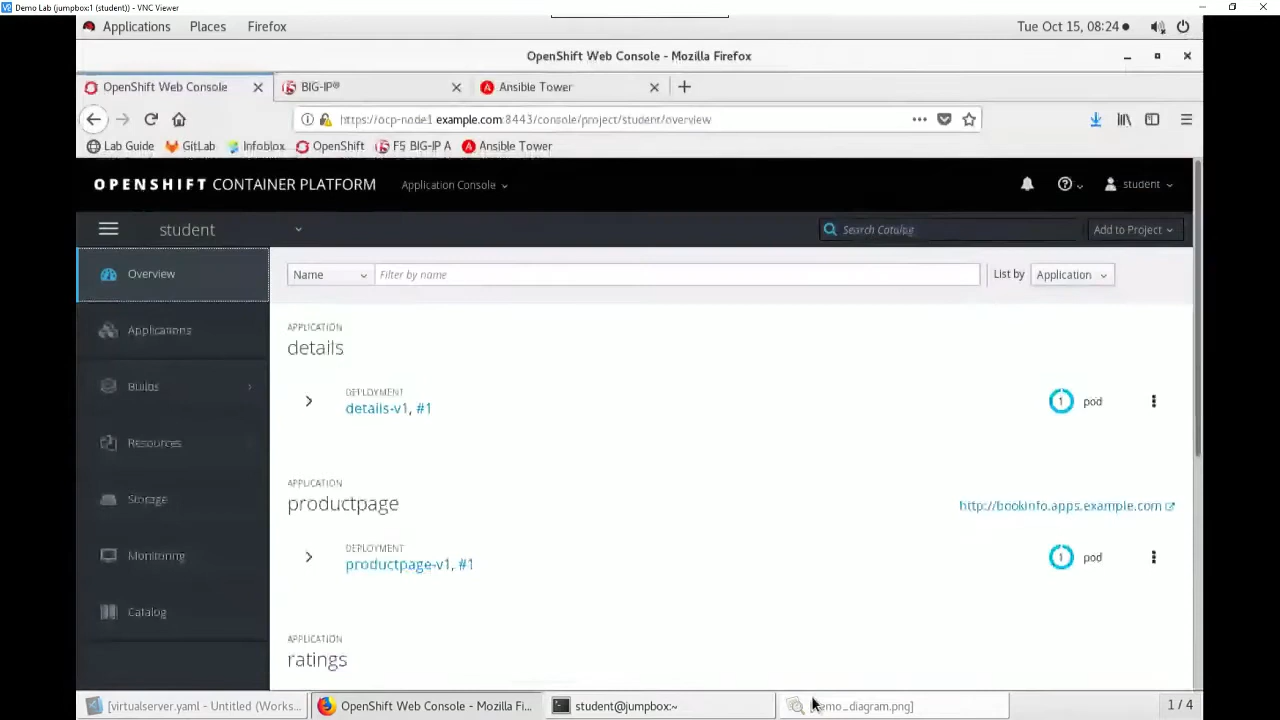 Demo Lab (jumpbox:1 (student)) - VNC Viewer
Applications Places Firefox Tue Oct 15, 08:24
OpenShift Web Console - Mozilla Firefox
OpenShift Web Console BIG-IP® Ansible Tower
https://ocp-node1.example.com:8443/console/project/student/overview
Lab Guide GitLab Infoblox OpenShift F5 BIG-IP A Ansible Tower
OPENSHIFT CONTAINER PLATFORM Application Console student
student Search Catalog Add to Project
Overview Name Filter by name List by Application
APPLICATION
details
Applications
Builds
DEPLOYMENT
details-v1, #1
1 pod
Resources
APPLICATION
productpage
http://bookinfo.apps.example.com
Storage
Monitoring
DEPLOYMENT
productpage-v1, #1
1 pod
Catalog
APPLICATION
ratings
[virtualserver.yaml - Untitled (Works... OpenShift Web Console - Mozilla Fi... student@jumpbox:~ emo_diagram.png] 1 / 4